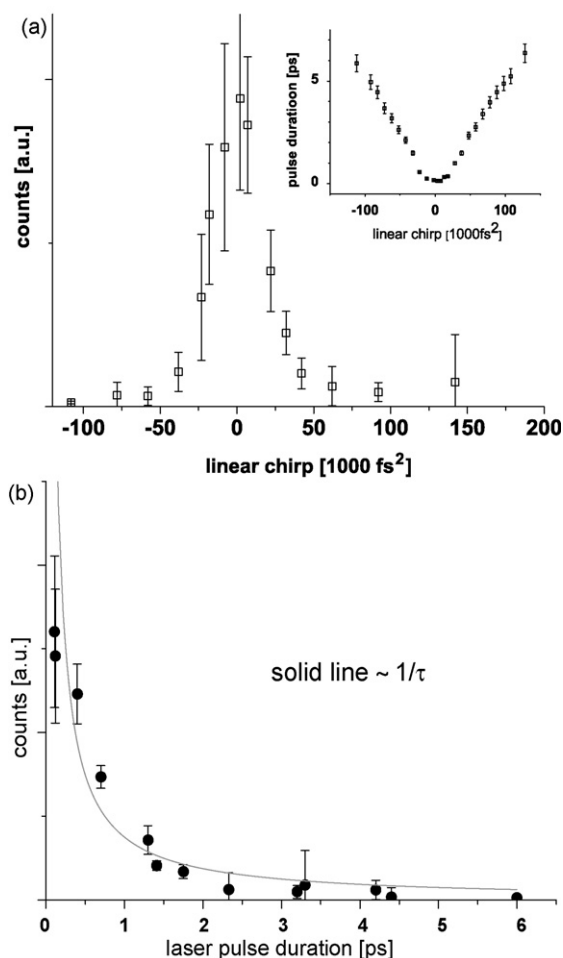 (a)
counts [a.u.]
-100 -50 0 50 100 150 200
linear chirp [1000 fs²]
pulse duratioon [ps]
5
0
-100 0 100
linear chirp [1000fs²]
(b)
counts [a.u.]
solid line ~ 1/τ
0 1 2 3 4 5 6
laser pulse duration [ps]